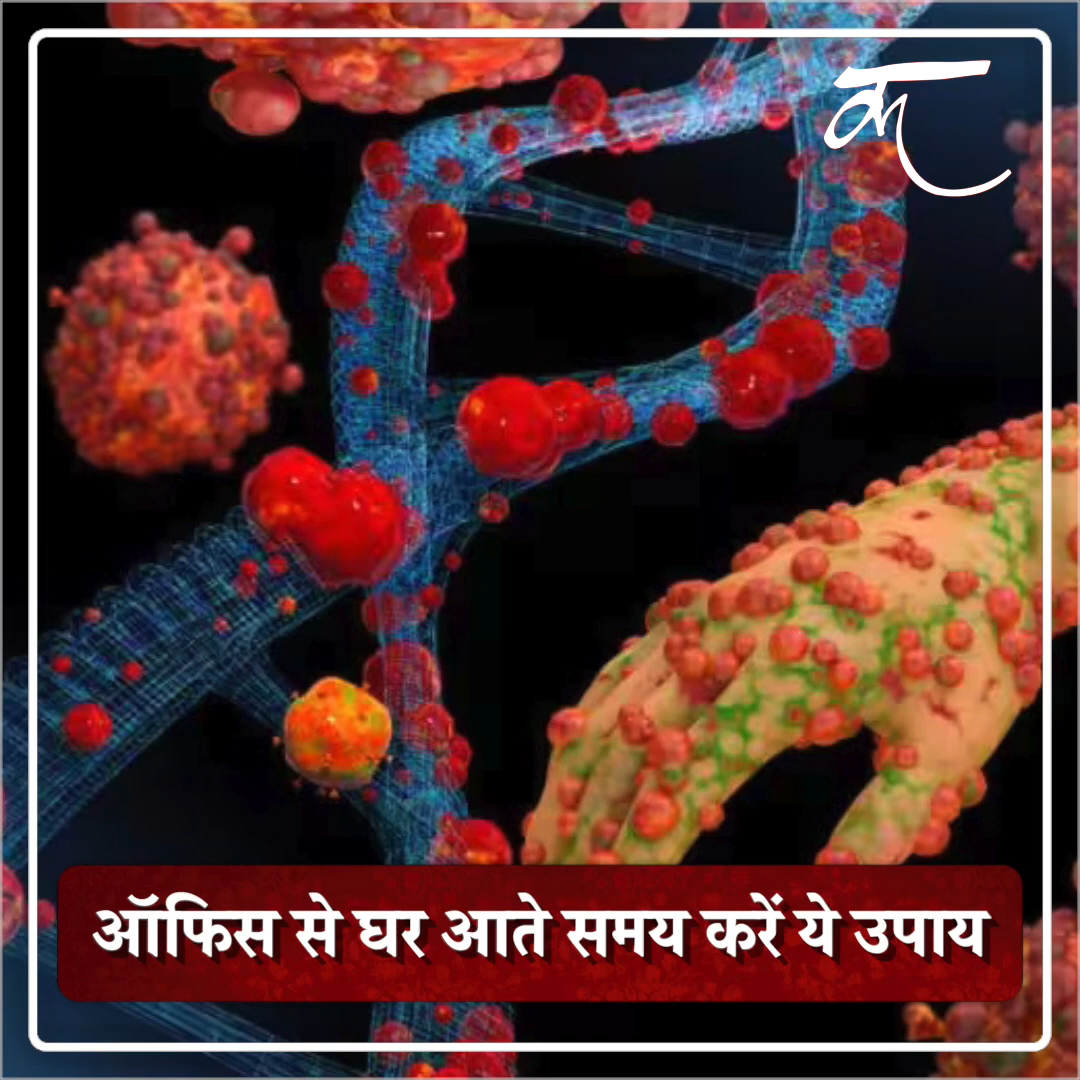 क
ऑफिस से घर आते समय करें ये उपाय